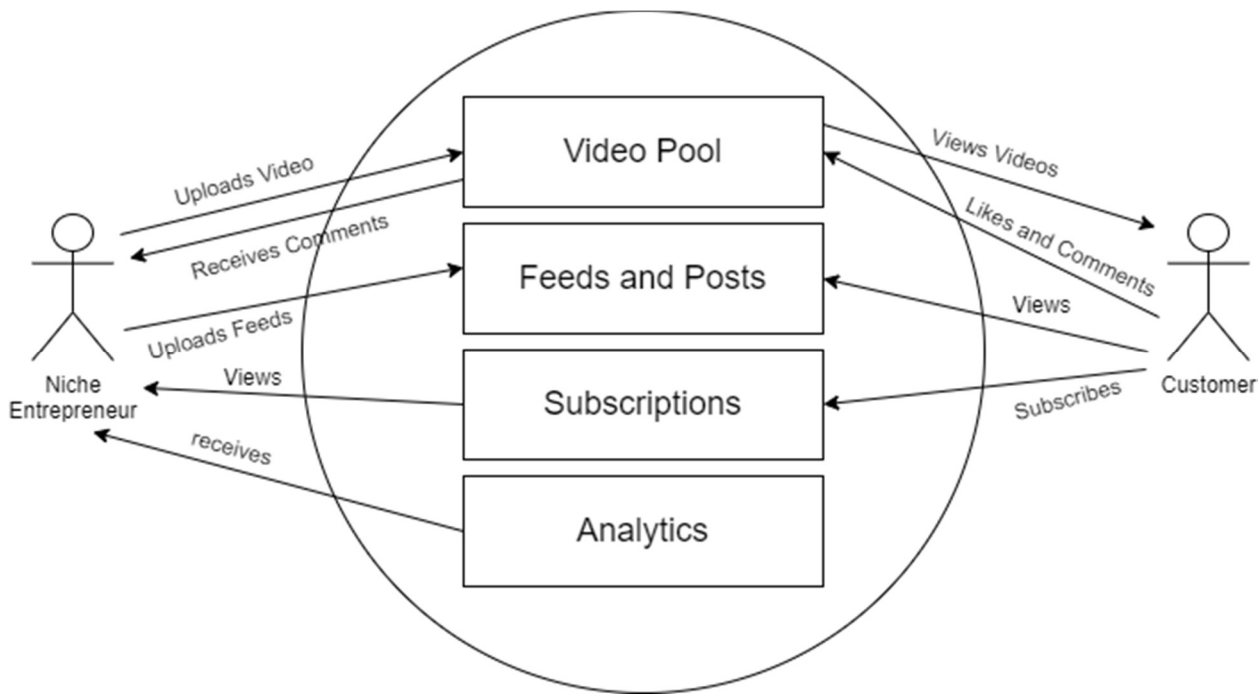 Video Pool
Uploads Video
Views Videos
Receives Comments
Likes and Comments
Feeds and Posts
Uploads Feeds
Views
Views
Niche
Entrepreneur
Subscriptions
Subscribes
Customer
receives
Analytics